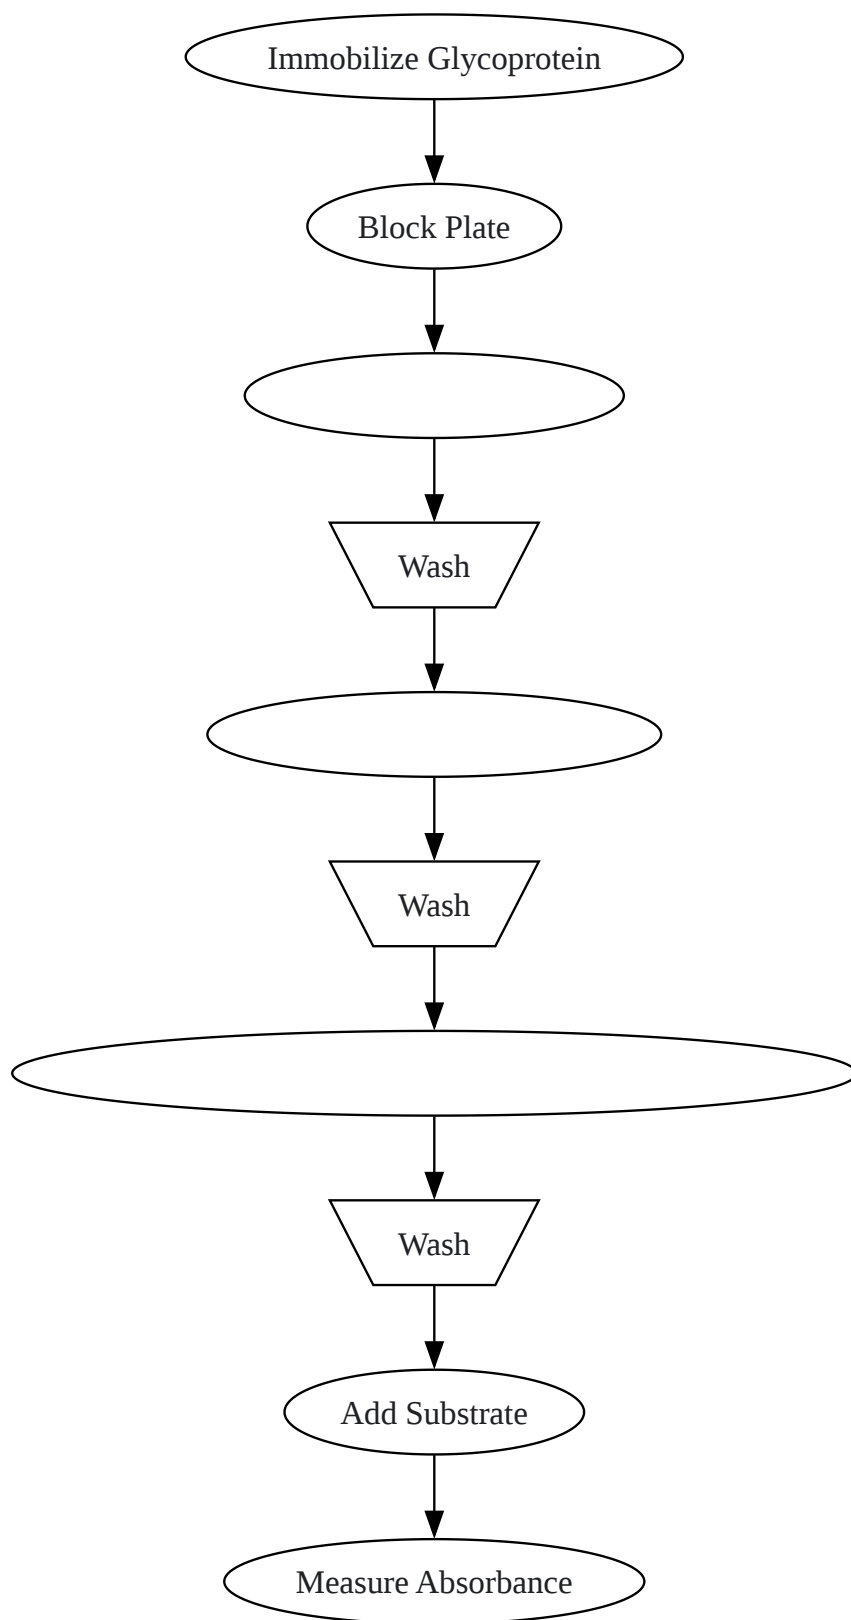 Immobilize Glycoprotein
Block Plate
Wash
Wash
Wash
Add Substrate
Measure Absorbance